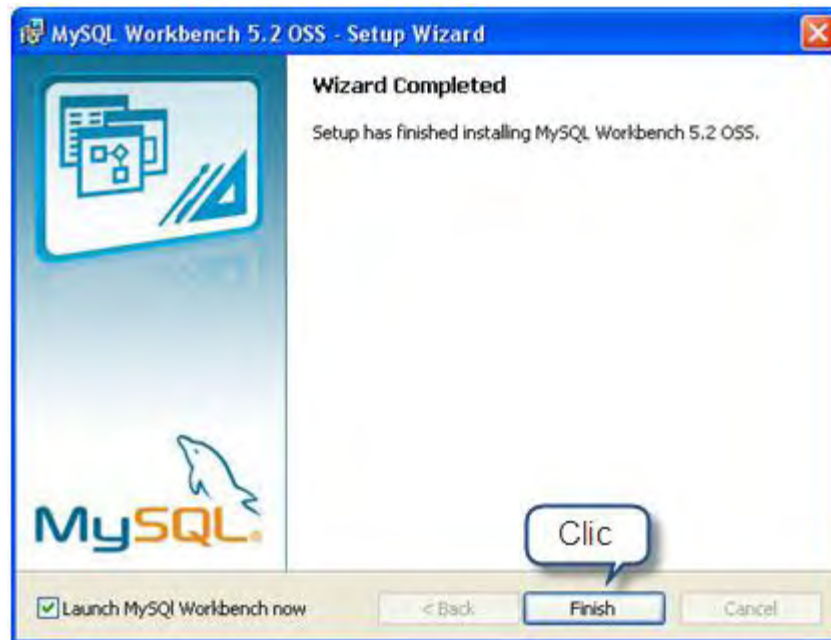 MySQL Workbench 5.2 OSS - Setup Wizard
Wizard Completed
Setup has finished installing MySQL Workbench 5.2 OSS.
MySQL.
Clic
Launch MySQl Workbench now
< Back
Finish
Cancel